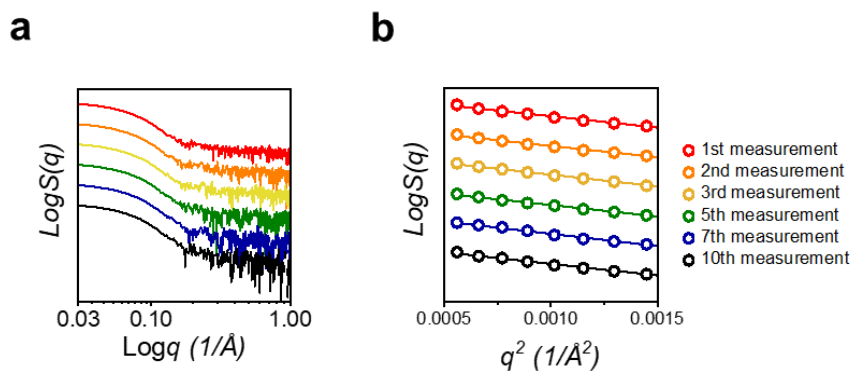 a
b
LogS(q)
0.03
0.10
1.00
Logq (1/Å)
LogS(q)
0.0005
0.0010
0.0015
q² (1/Å²)
1st measurement
2nd measurement
3rd measurement
5th measurement
7th measurement
10th measurement